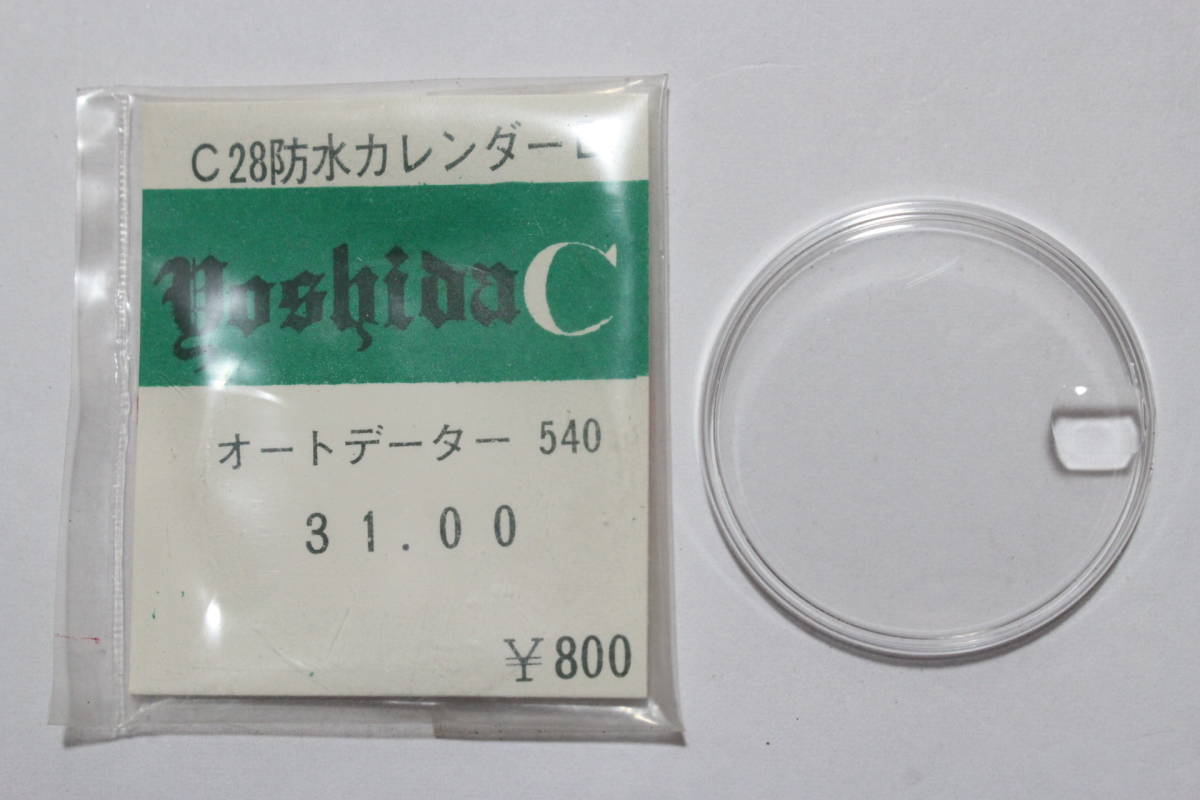 C28防水カレンダー
Yoshida C
オートデーター 540
31.00
¥800